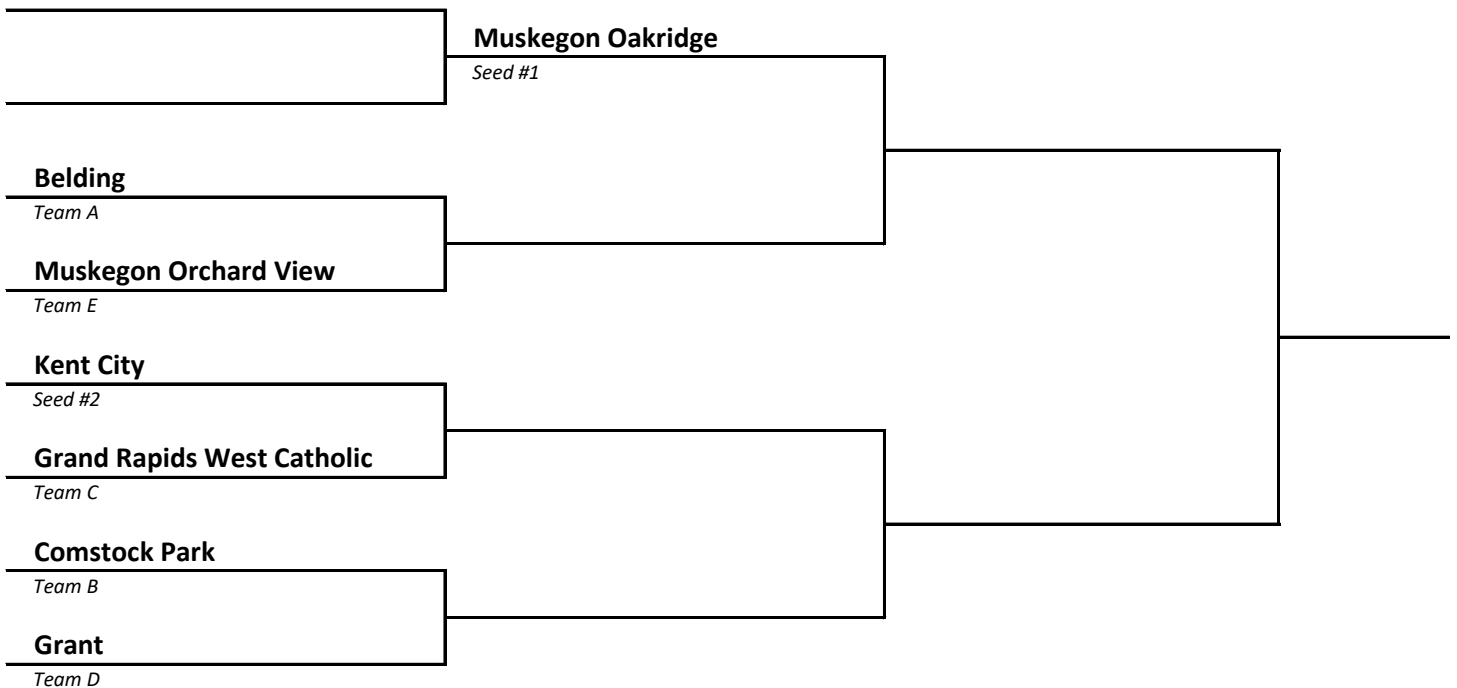 Muskegon Oakridge
Seed #1
Belding
Team A
Muskegon Orchard View
Team E
Kent City
Seed #2
Grand Rapids West Catholic
Team C
Comstock Park
Team B
Grant
Team D